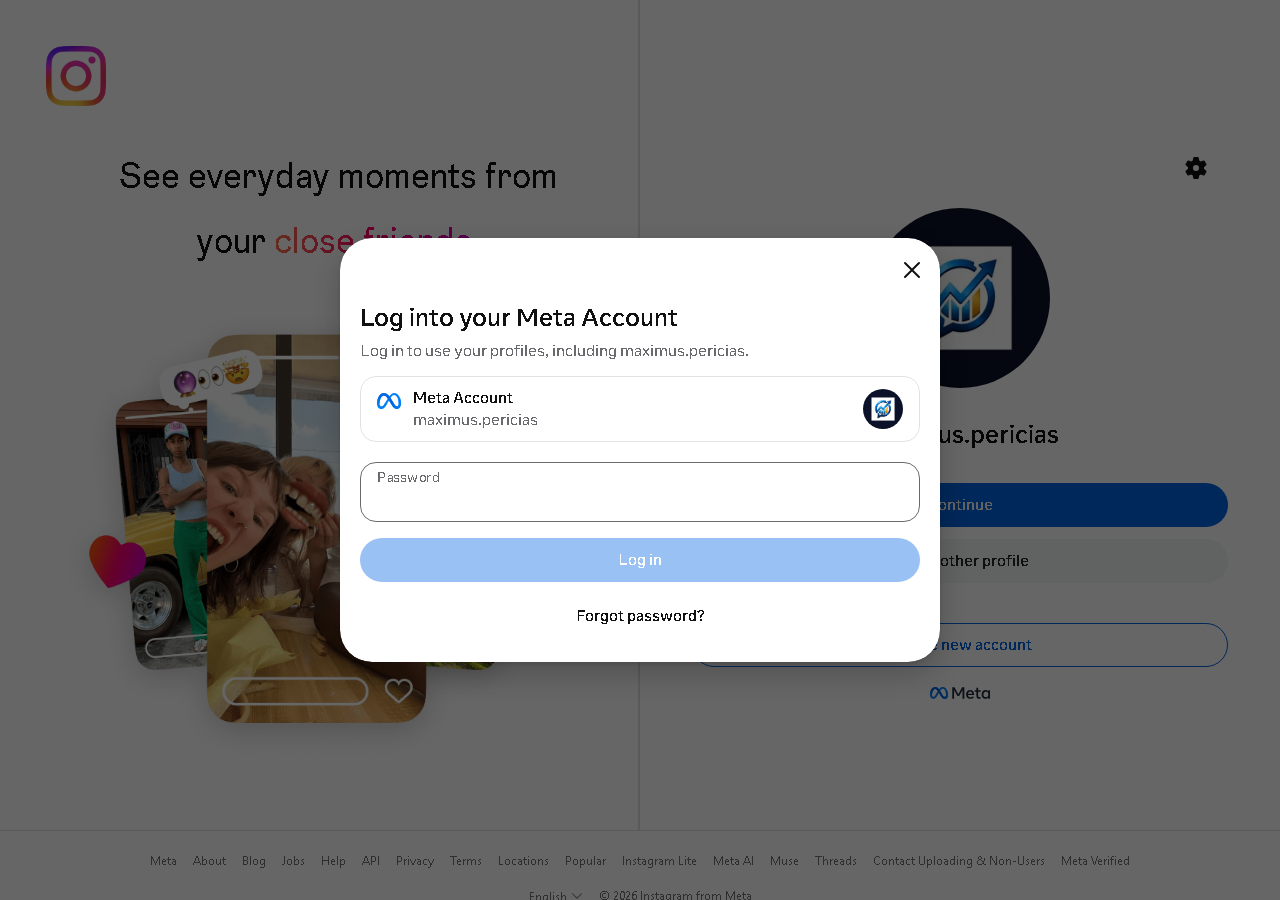 See everyday moments from
your close friends
Log into your Meta Account
Log in to use your profiles, including maximus.pericias.
Meta Account
maximus.pericias
Password
Log in
Forgot password?
us.pericias
ontinue
other profile
new account
Meta
Meta About Blog Jobs Help API Privacy Terms Locations Popular Instagram Lite Meta AI Muse Threads Contact Uploading & Non-Users Meta Verified
English © 2026 Instagram from Meta